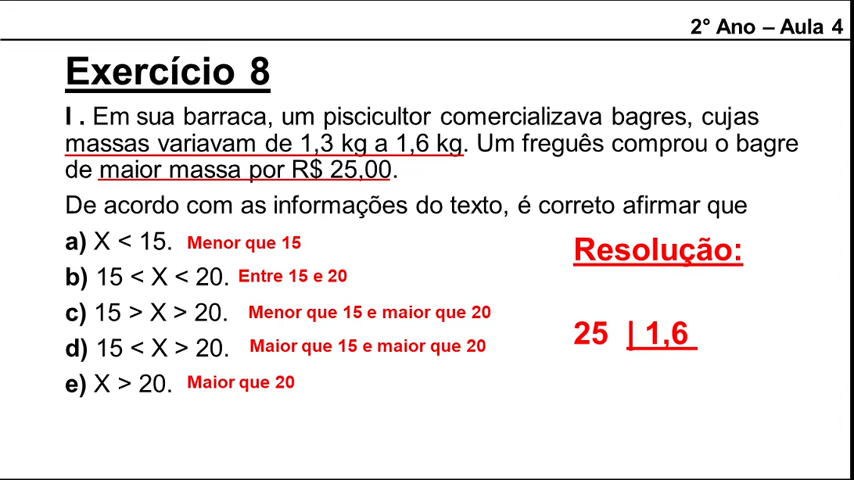 2° Ano – Aula 4
Exercício 8
I . Em sua barraca, um piscicultor comercializava bagres, cujas
massas variavam de 1,3 kg a 1,6 kg. Um freguês comprou o bagre
de maior massa por R$ 25,00.
De acordo com as informações do texto, é correto afirmar que
a) X < 15. Menor que 15
b) 15 < X < 20. Entre 15 e 20
c) 15 > X > 20. Menor que 15 e maior que 20
d) 15 < X > 20. Maior que 15 e maior que 20
e) X > 20. Maior que 20
Resolução:
25 | 1,6